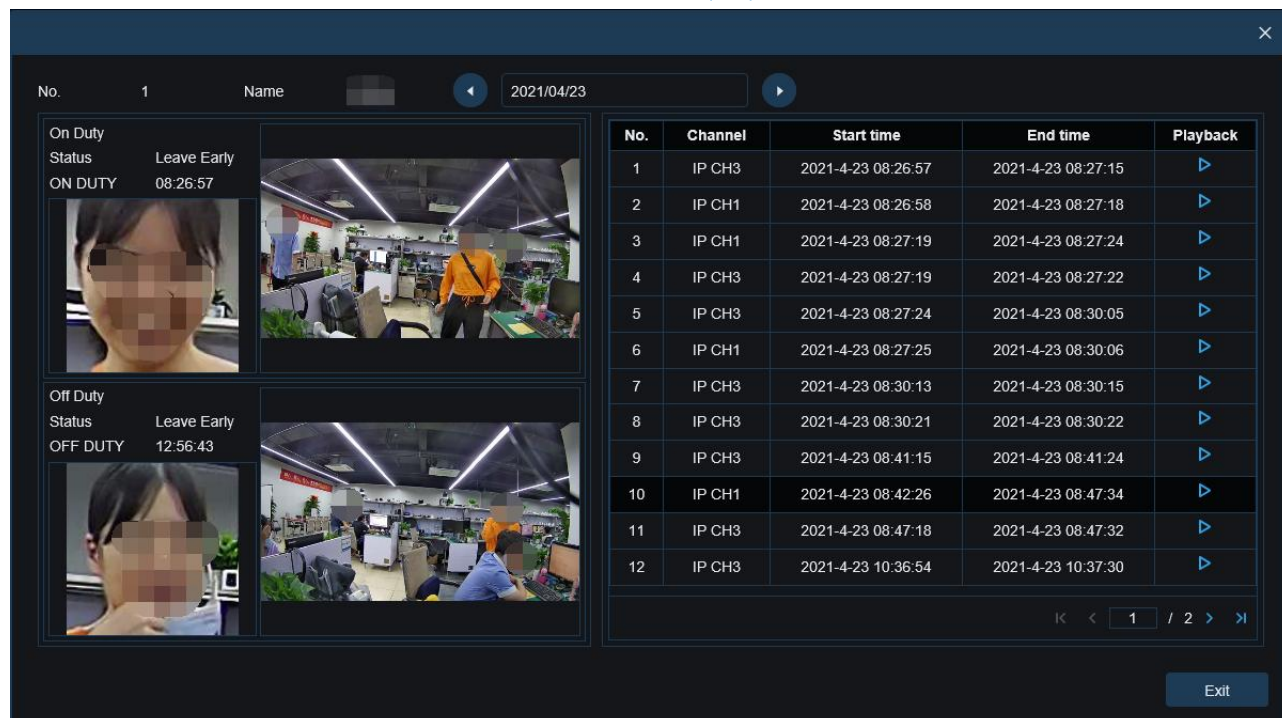 No. 1 Name 2021/04/23
On Duty
Status Leave Early
ON DUTY 08:26:57
Off Duty
Status Leave Early
OFF DUTY 12:56:43
No. Channel Start time End time Playback
1 IP CH3 2021-4-23 08:26:57 2021-4-23 08:27:15
2 IP CH1 2021-4-23 08:26:58 2021-4-23 08:27:18
3 IP CH1 2021-4-23 08:27:19 2021-4-23 08:27:24
4 IP CH3 2021-4-23 08:27:19 2021-4-23 08:27:22
5 IP CH3 2021-4-23 08:27:24 2021-4-23 08:30:05
6 IP CH1 2021-4-23 08:27:25 2021-4-23 08:30:06
7 IP CH3 2021-4-23 08:30:13 2021-4-23 08:30:15
8 IP CH3 2021-4-23 08:30:21 2021-4-23 08:30:22
9 IP CH3 2021-4-23 08:41:15 2021-4-23 08:41:24
10 IP CH1 2021-4-23 08:42:26 2021-4-23 08:47:34
11 IP CH3 2021-4-23 08:47:18 2021-4-23 08:47:32
12 IP CH3 2021-4-23 10:36:54 2021-4-23 10:37:30
1 / 2
Exit